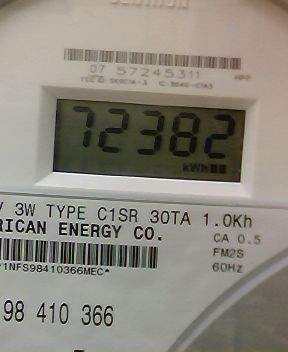 07 57245311
72382
kWh
V 3W TYPE C1SR 30TA 1.0Kh
RICAN ENERGY CO.
CA 0.5
FM2S
60Hz
1NFS98410366MEC*
98 410 366